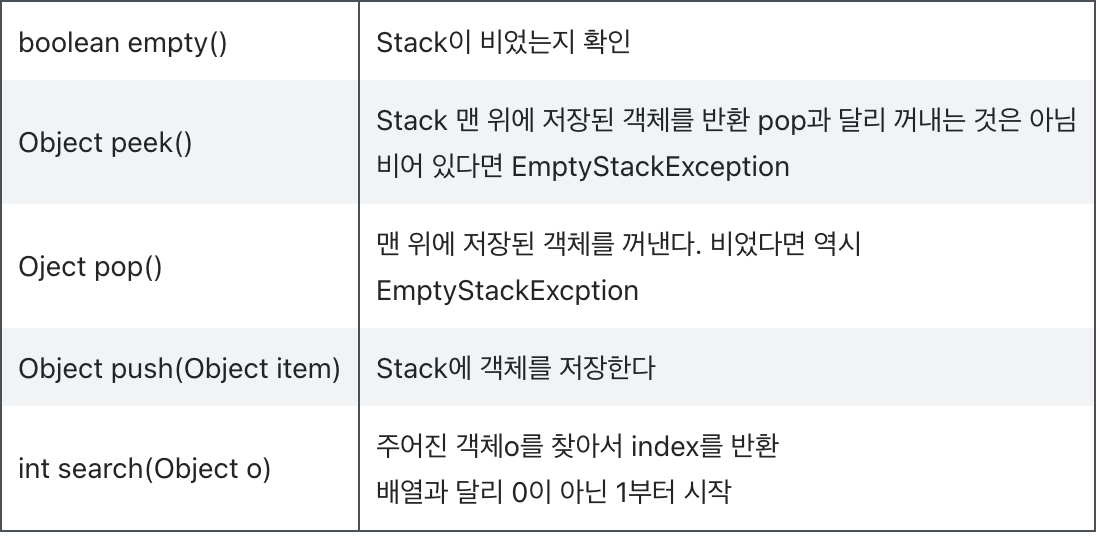 boolean empty()
Stack이 비었는지 확인
Object peek()
Stack 맨 위에 저장된 객체를 반환 pop과 달리 꺼내는 것은 아님
비어 있다면 EmptyStackException
Oject pop()
맨 위에 저장된 객체를 꺼낸다. 비었다면 역시
EmptyStackExcption
Object push(Object item)
Stack에 객체를 저장한다
int search(Object o)
주어진 객체o를 찾아서 index를 반환
배열과 달리 0이 아닌 1부터 시작